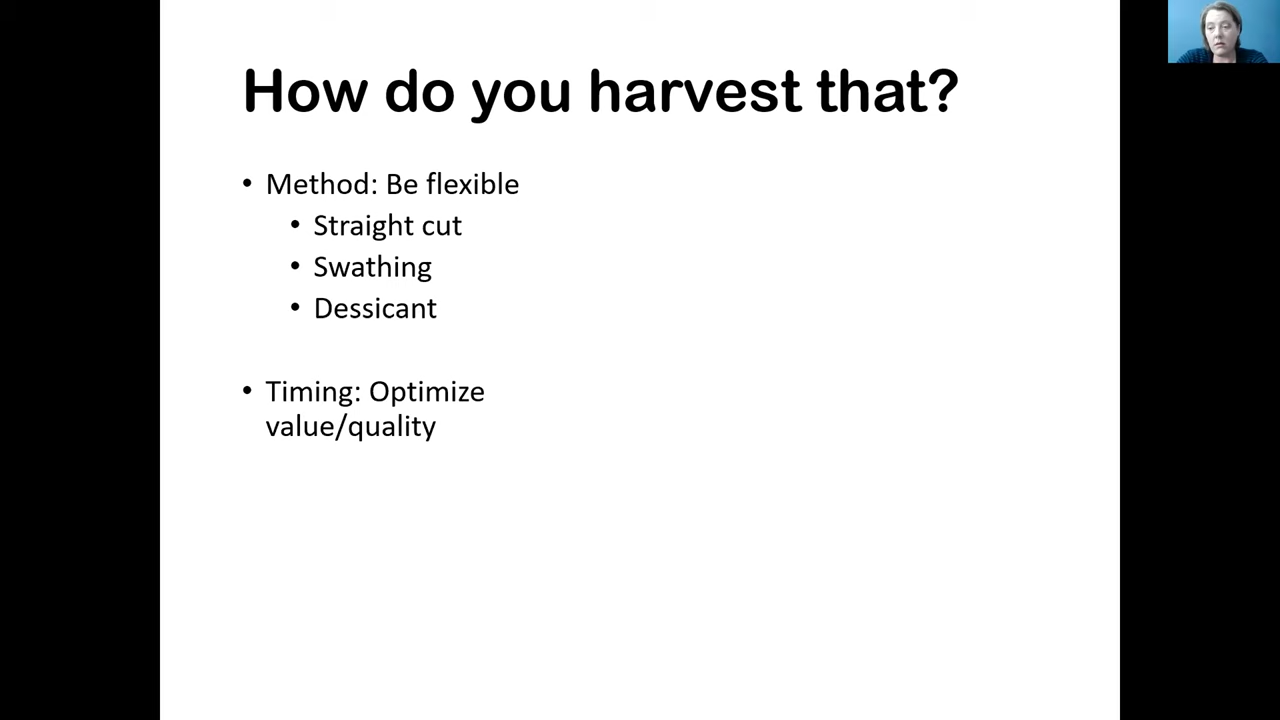 How do you harvest that?
• Method: Be flexible
• Straight cut
• Swathing
• Dessicant
• Timing: Optimize
value/quality